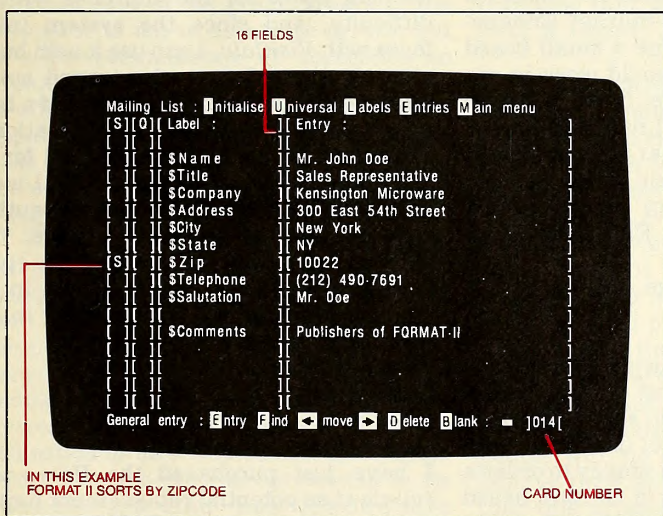 16 FIELDS
Mailing List : Initialise Universal Labels Entries Main menu
[S][Q][ Label : ][ Entry : ]
[ ][ ][ ][ ]
[ ][ ][ $Name ][ Mr. John Doe ]
[ ][ ][ $Title ][ Sales Representative ]
[ ][ ][ $Company ][ Kensington Microware ]
[ ][ ][ $Address ][ 300 East 54th Street ]
[ ][ ][ $City ][ New York ]
[ ][ ][ $State ][ NY ]
[S][ ][ $Zip ][ 10022 ]
[ ][ ][ $Telephone ][ (212) 490-7691 ]
[ ][ ][ $Salutation ][ Mr. Doe ]
[ ][ ][ ][ ]
[ ][ ][ $Comments ][ Publishers of FORMAT-II ]
[ ][ ][ ][ ]
[ ][ ][ ][ ]
[ ][ ][ ][ ]
[ ][ ][ ][ ]
General entry : Entry Find ← move → Delete Blank : ]014[
IN THIS EXAMPLE
FORMAT II SORTS BY ZIPCODE
CARD NUMBER